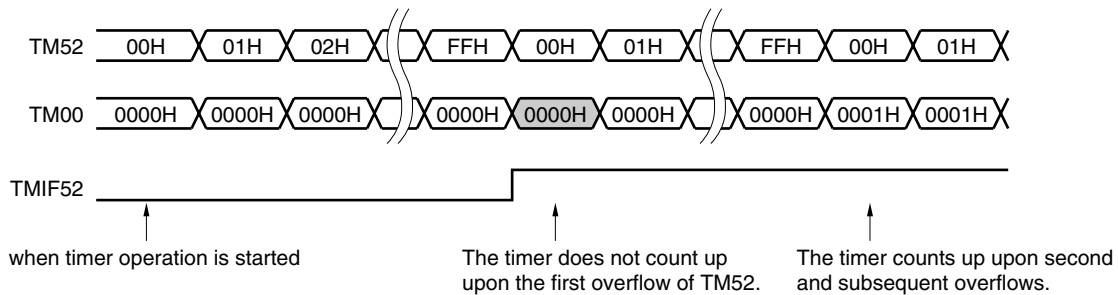 TM52 00H 01H 02H FFH 00H 01H FFH 00H 01H
TM00 0000H 0000H 0000H 0000H 0000H 0000H 0000H 0001H 0001H
TMIF52
when timer operation is started
The timer does not count up
upon the first overflow of TM52.
The timer counts up upon second
and subsequent overflows.